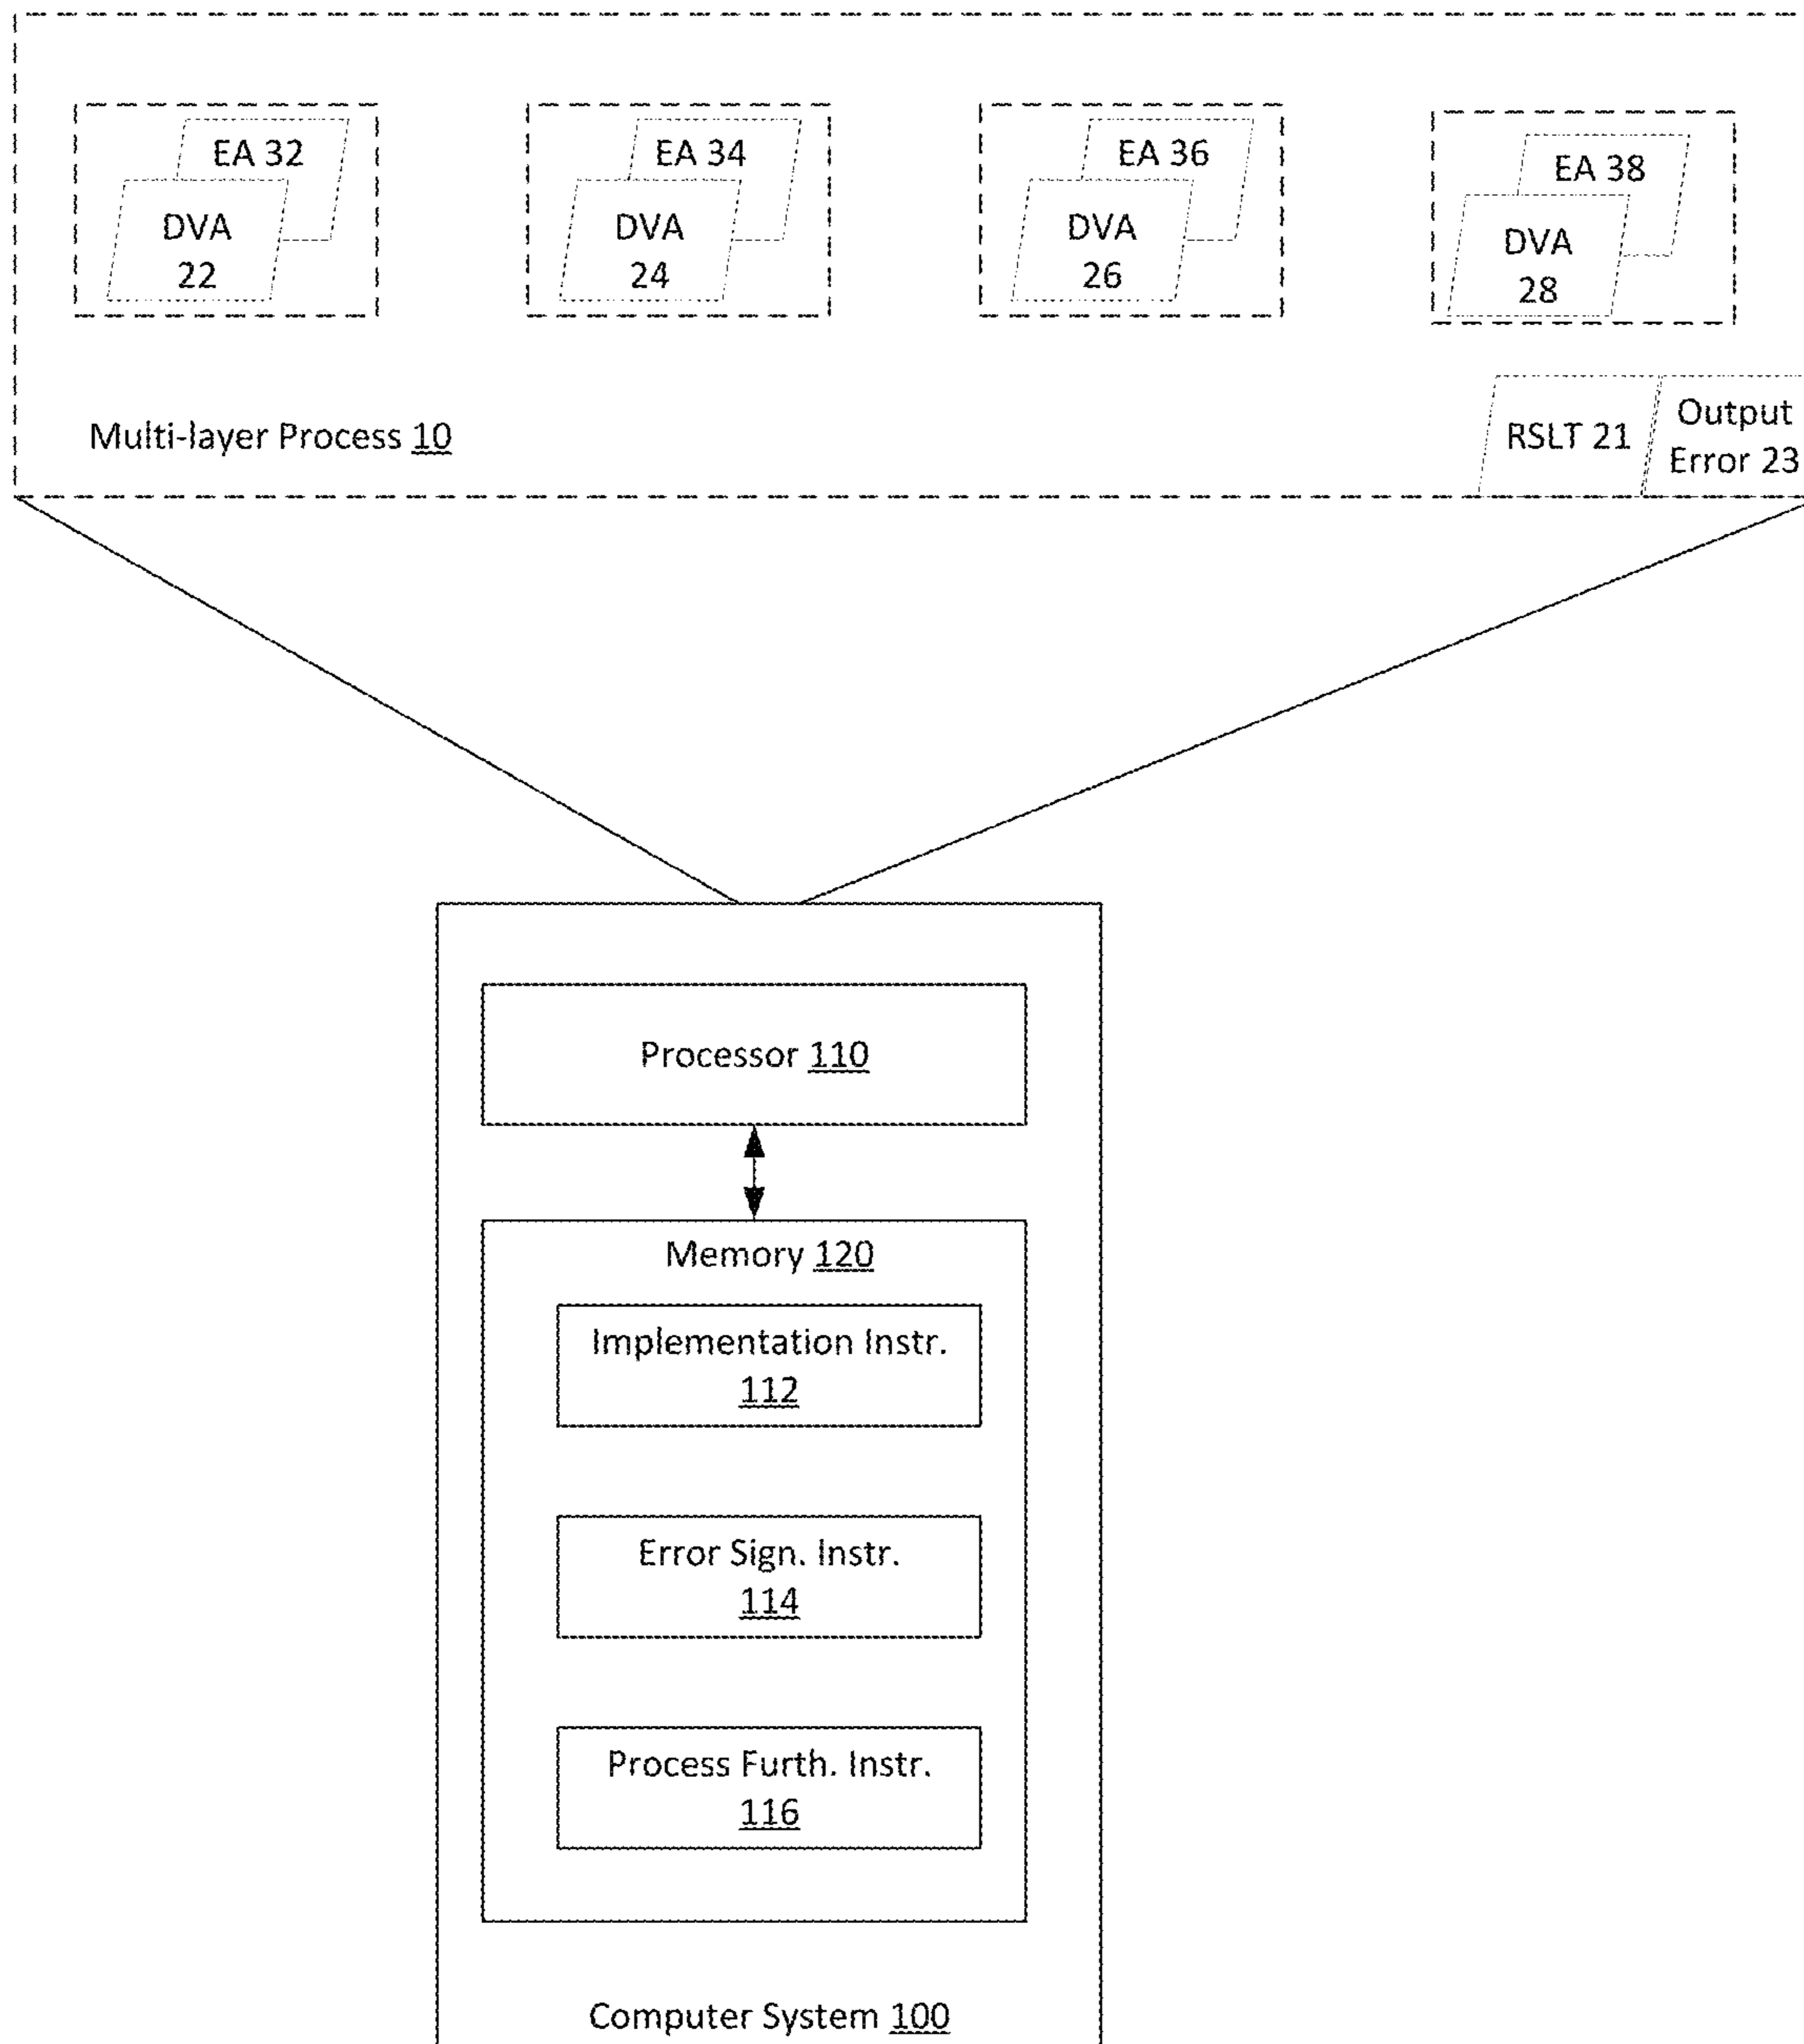 EA 32
DVA
22
EA 34
DVA
24
EA 36
DVA
26
EA 38
DVA
28
Multi-layer Process 10
RSLT 21
Output
Error 23
Processor 110
Memory 120
Implementation Instr.
112
Error Sign. Instr.
114
Process Furth. Instr.
116
Computer System 100